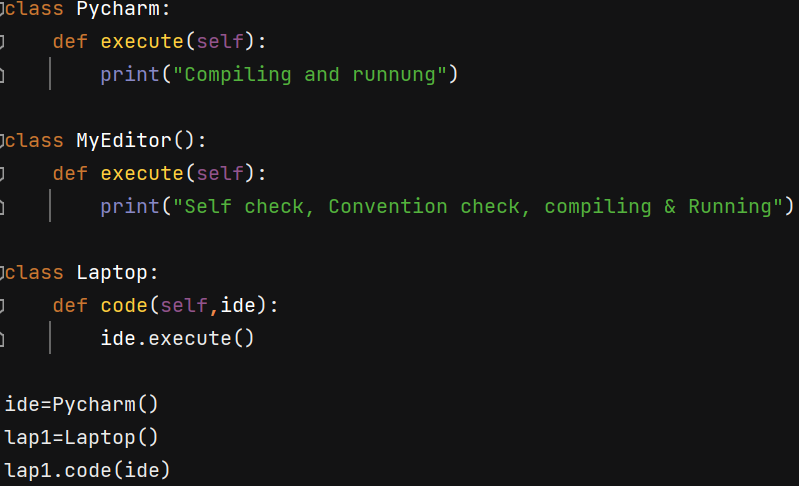 class Pycharm:
    def execute(self):
        print("Compiling and runnung")
class MyEditor():
    def execute(self):
        print("Self check, Convention check, compiling & Running")
class Laptop:
    def code(self,ide):
        ide.execute()
ide=Pycharm()
lap1=Laptop()
lap1.code(ide)